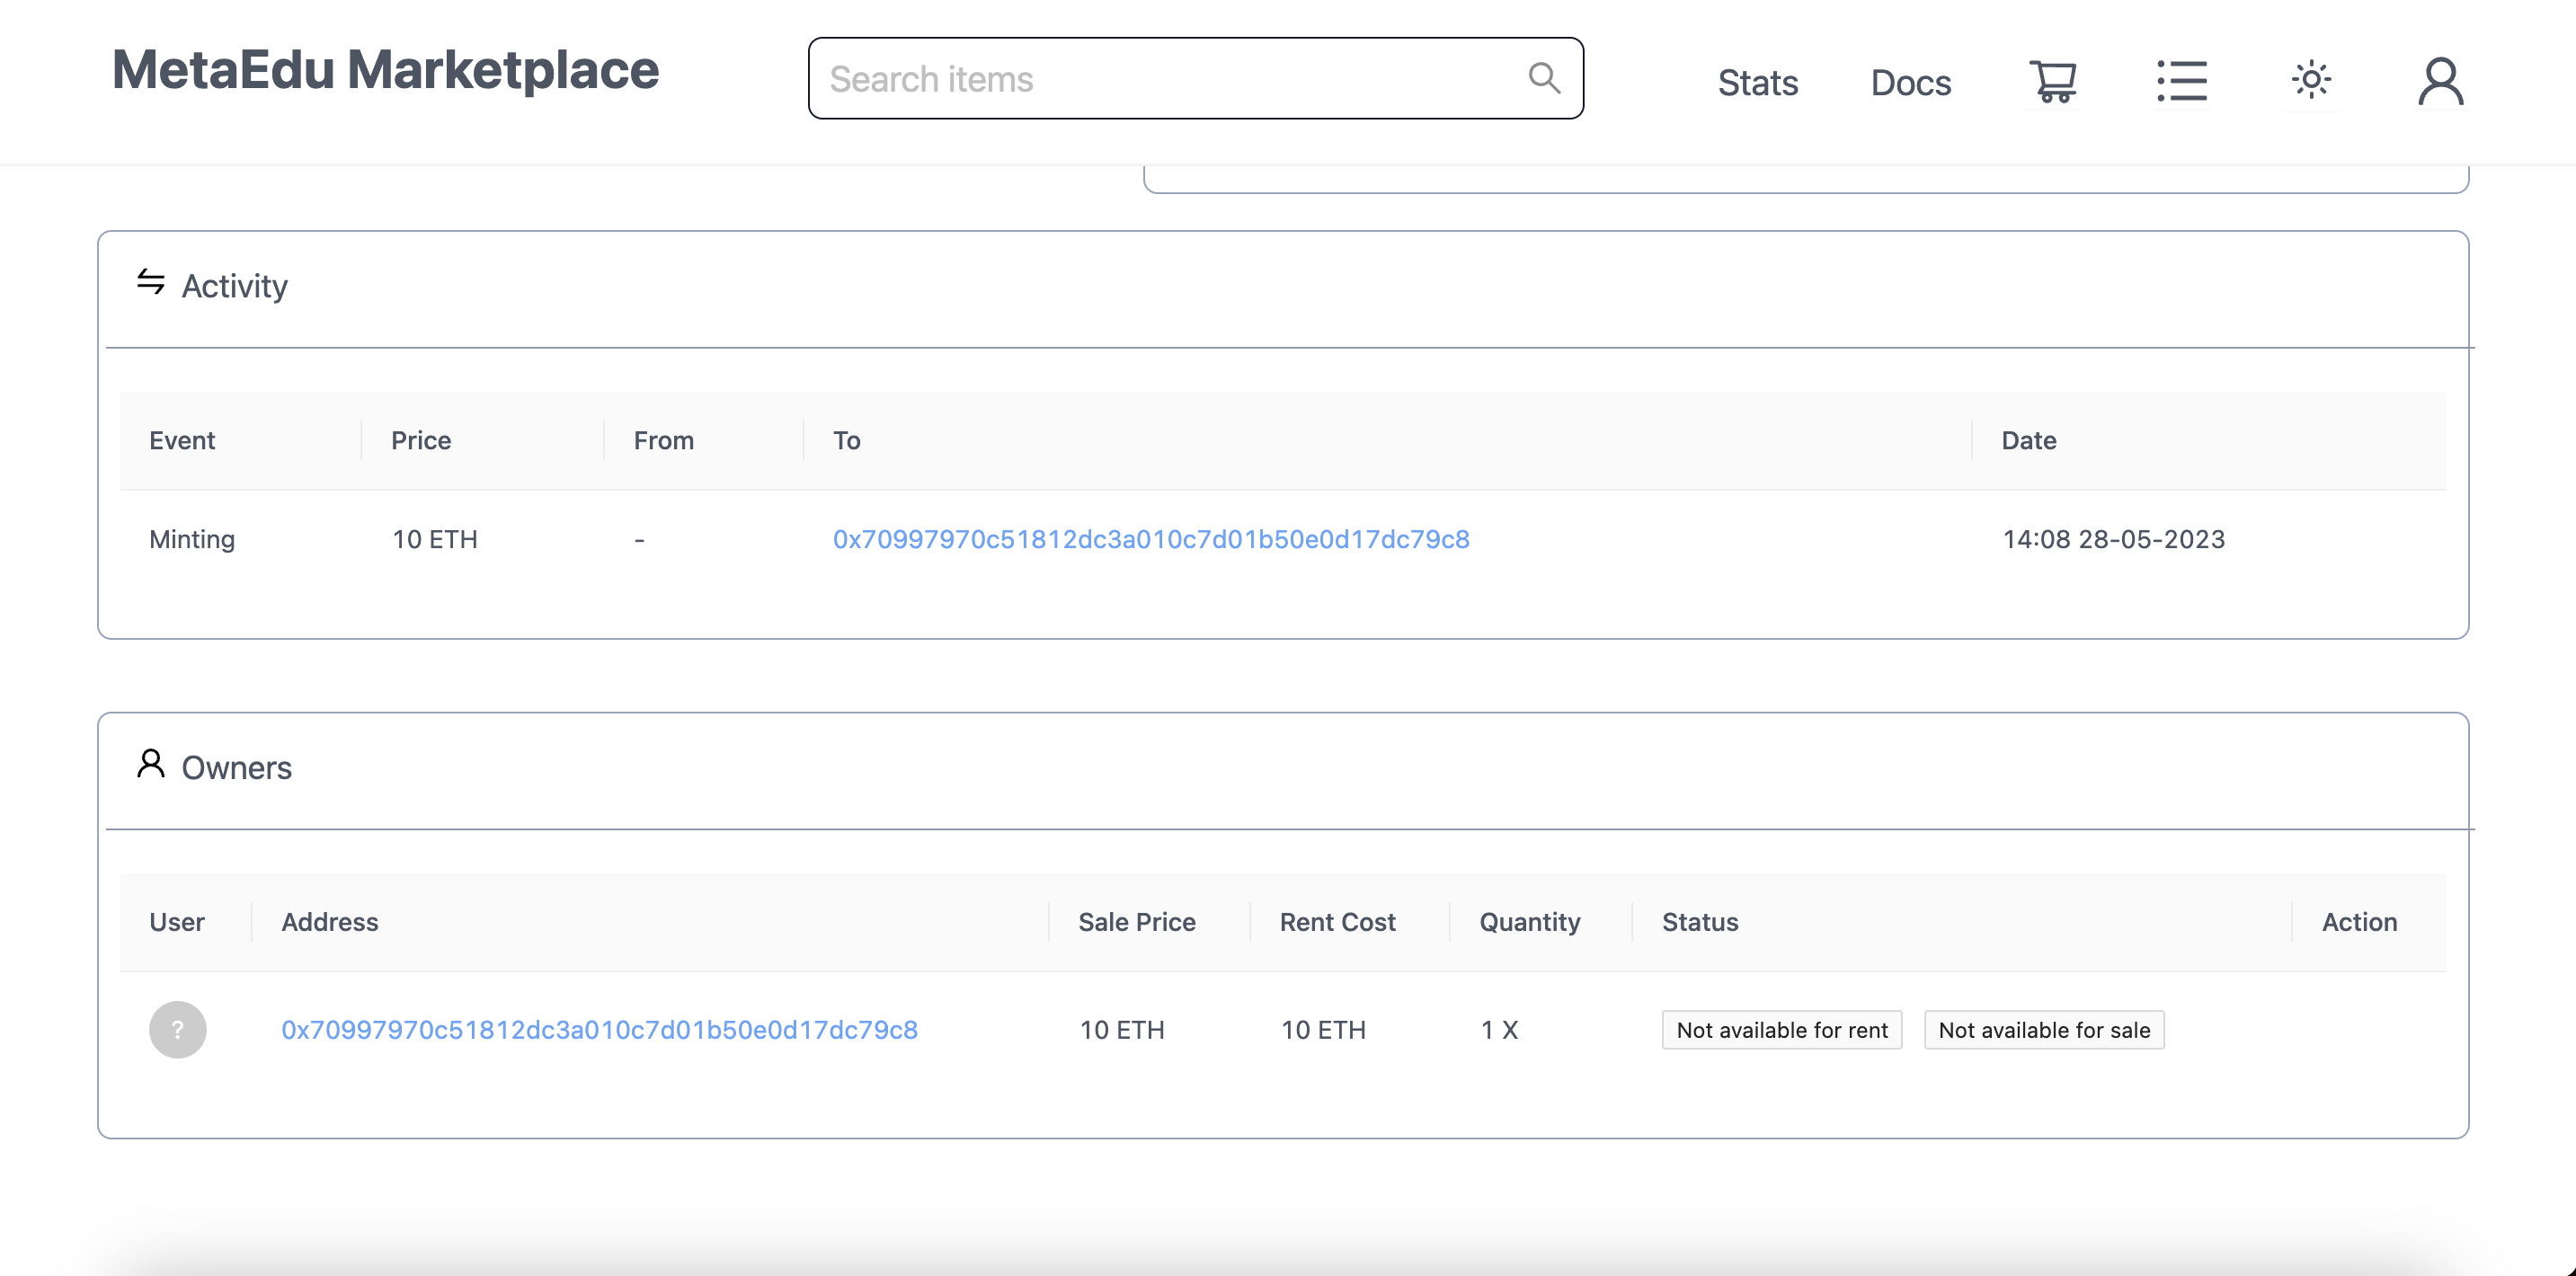 MetaEdu Marketplace
Search items
Stats
Docs
Activity
Event Price From To Date
Minting 10 ETH - 0x70997970c51812dc3a010c7d01b50e0d17dc79c8 14:08 28-05-2023
Owners
User Address Sale Price Rent Cost Quantity Status Action
? 0x70997970c51812dc3a010c7d01b50e0d17dc79c8 10 ETH 10 ETH 1 X Not available for rent Not available for sale